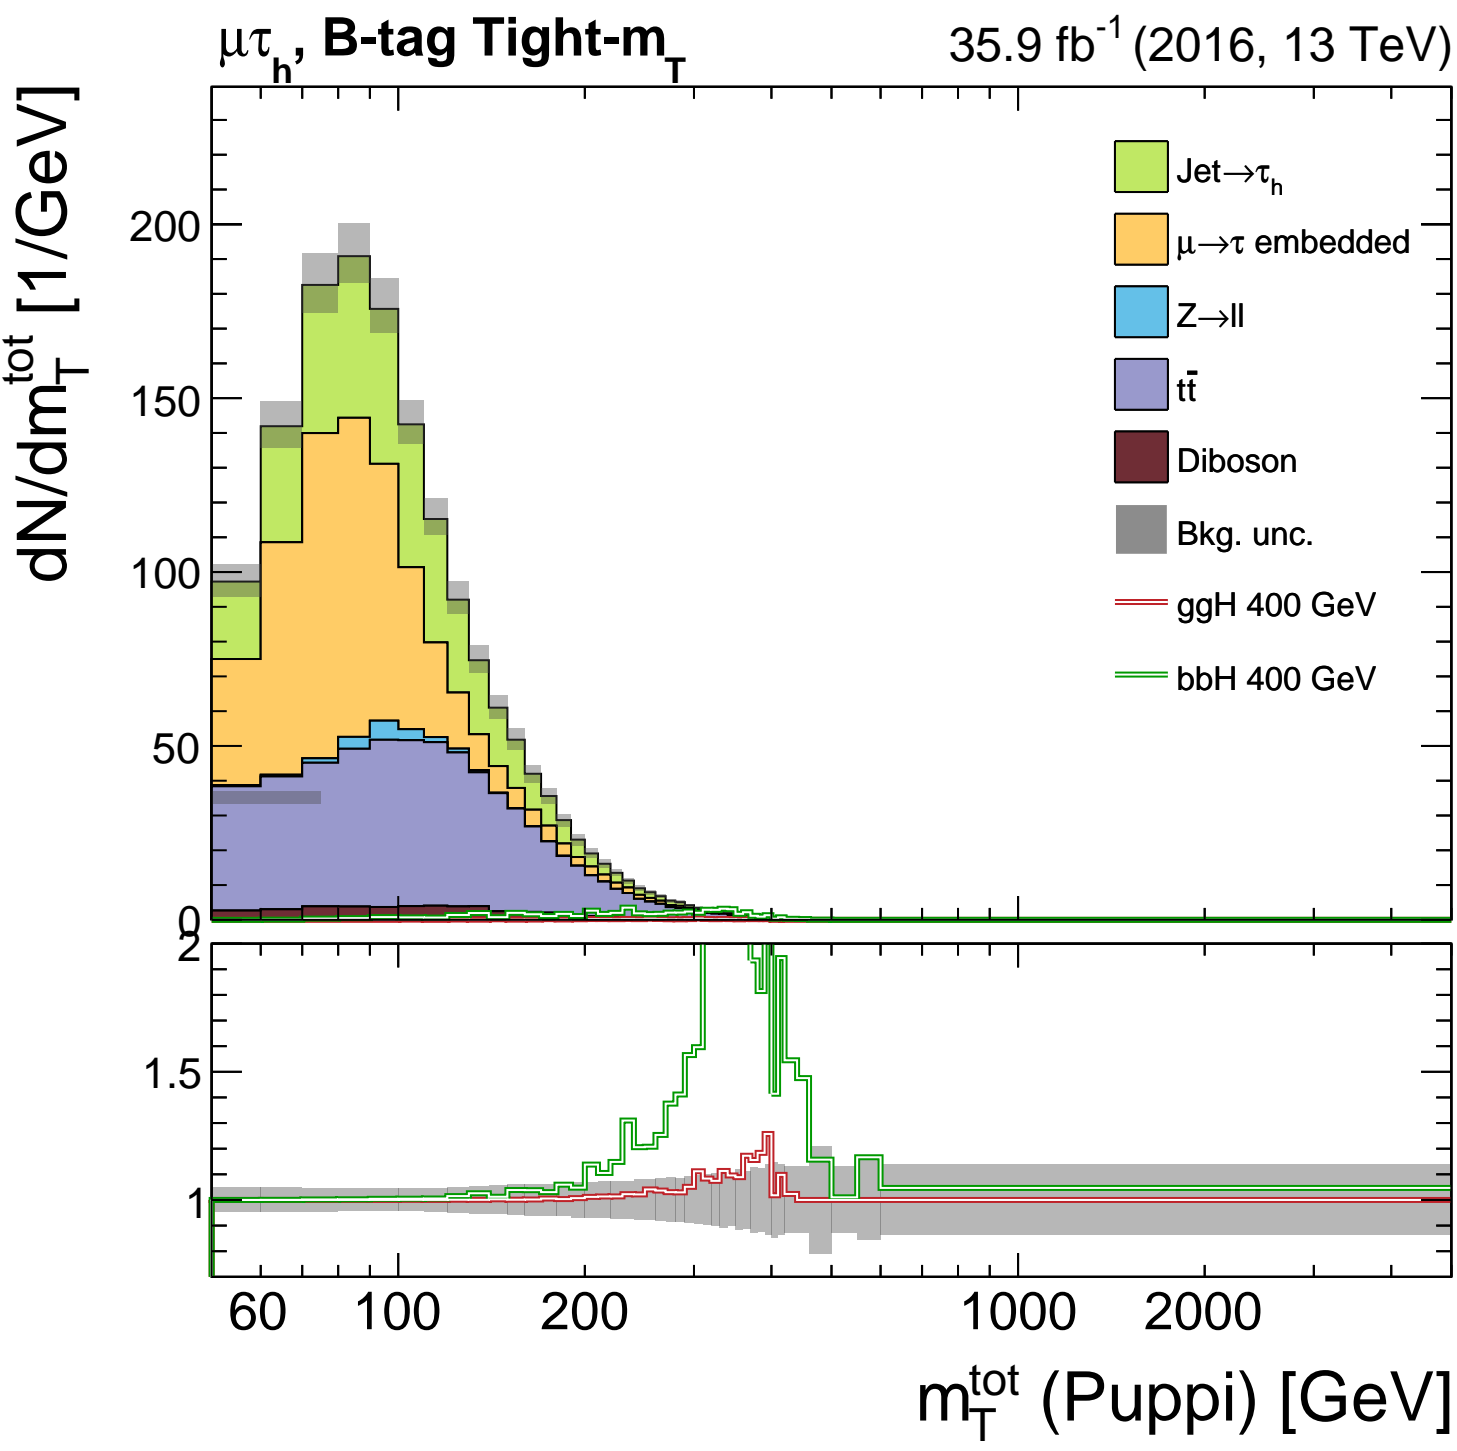 μτh, B-tag Tight-mT
35.9 fb-1 (2016, 13 TeV)
dN/dmTtot [1/GeV]
200
150
100
50
0
Jet→τh
μ→τ embedded
Z→ll
tt̄
Diboson
Bkg. unc.
ggH 400 GeV
bbH 400 GeV
2
1.5
1
60 100 200 1000 2000
mTtot (Puppi) [GeV]